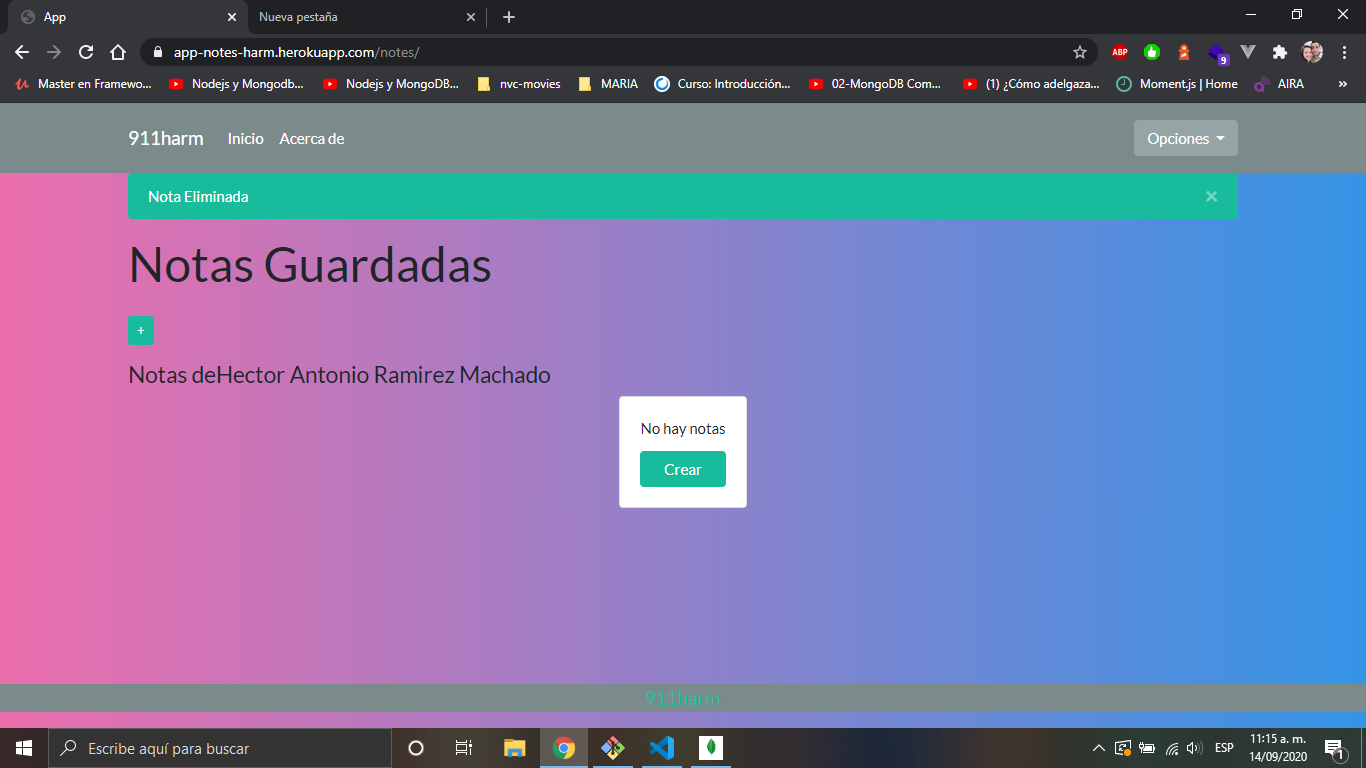 App
Nueva pestaña
app-notes-harm.herokuapp.com/notes/
ABP
9
Master en Framewo...
Nodejs y Mongodb...
Nodejs y MongoDB...
nvc-movies
MARIA
Curso: Introducción...
02-MongoDB Com...
(1) ¿Cómo adelgaza...
Moment.js | Home
AIRA
»
911harm
Inicio
Acerca de
Opciones
Nota Eliminada
×
Notas Guardadas
+
Notas deHector Antonio Ramirez Machado
No hay notas
Crear
911harm
Escribe aquí para buscar
ESP
11:15 a. m.
14/09/2020
1